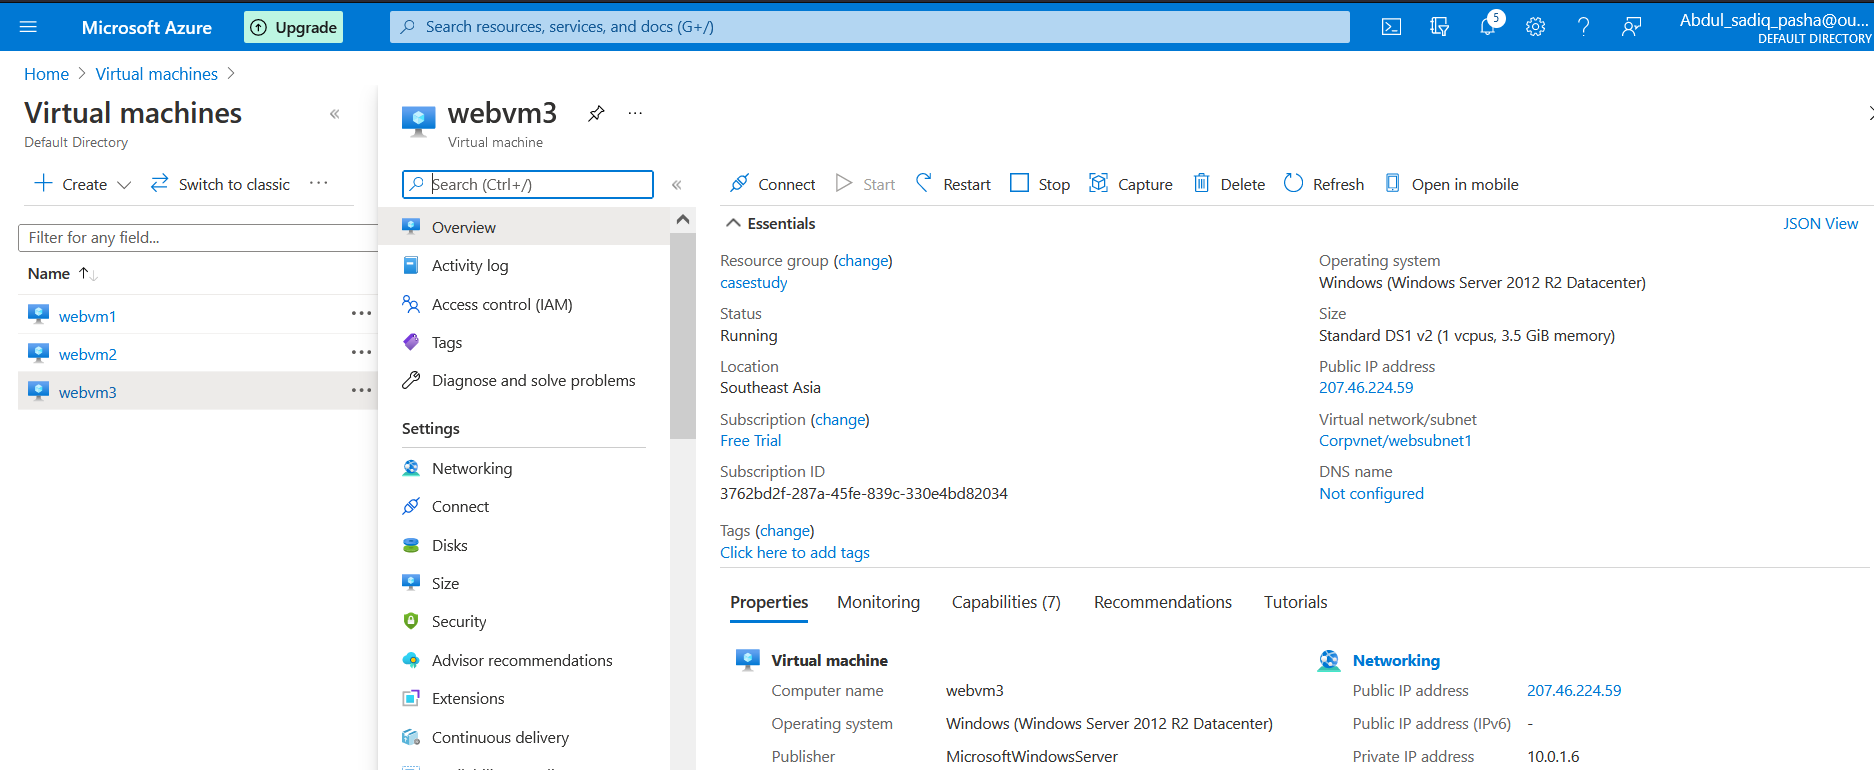 Microsoft Azure
Upgrade
Search resources, services, and docs (G+/)
5
Abdul_sadiq_pasha@ou...
DEFAULT DIRECTORY
Home > Virtual machines >
Virtual machines
Default Directory
Create
Switch to classic
Filter for any field...
Name
webvm1
webvm2
webvm3
webvm3
Virtual machine
Search (Ctrl+/)
Overview
Activity log
Access control (IAM)
Tags
Diagnose and solve problems
Settings
Networking
Connect
Disks
Size
Security
Advisor recommendations
Extensions
Continuous delivery
Connect
Start
Restart
Stop
Capture
Delete
Refresh
Open in mobile
Essentials
JSON View
Resource group (change)
casestudy
Status
Running
Location
Southeast Asia
Subscription (change)
Free Trial
Subscription ID
3762bd2f-287a-45fe-839c-330e4bd82034
Tags (change)
Click here to add tags
Operating system
Windows (Windows Server 2012 R2 Datacenter)
Size
Standard DS1 v2 (1 vcpus, 3.5 GiB memory)
Public IP address
207.46.224.59
Virtual network/subnet
Corpvnet/websubnet1
DNS name
Not configured
Properties
Monitoring
Capabilities (7)
Recommendations
Tutorials
Virtual machine
Computer name webvm3
Operating system Windows (Windows Server 2012 R2 Datacenter)
Publisher MicrosoftWindowsServer
Networking
Public IP address 207.46.224.59
Public IP address (IPv6) -
Private IP address 10.0.1.6